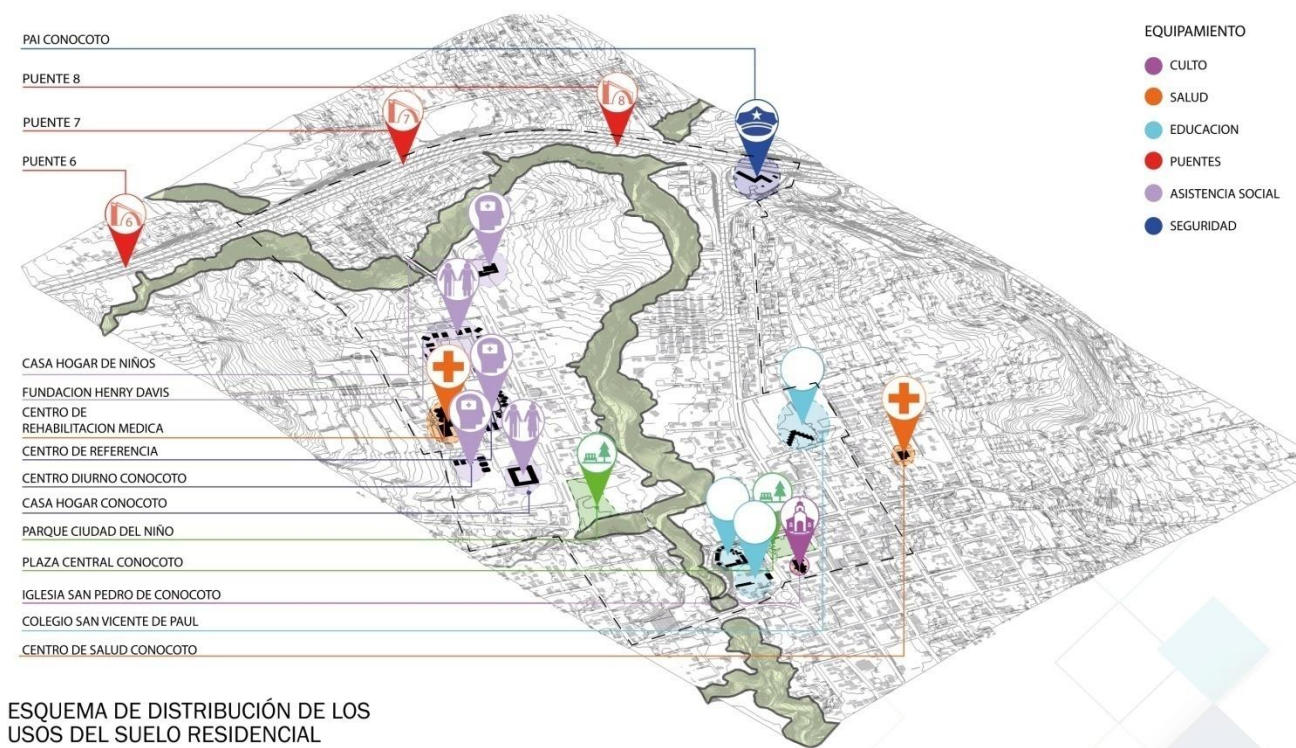 PAI CONOCOTO
PUENTE 8
PUENTE 7
PUENTE 6
8
7
6
EQUIPAMIENTO
CULTO
SALUD
EDUCACION
PUENTES
ASISTENCIA SOCIAL
SEGURIDAD
CASA HOGAR DE NIÑOS
FUNDACION HENRY DAVIS
CENTRO DE
REHABILITACION MEDICA
CENTRO DE REFERENCIA
CENTRO DIURNO CONOCOTO
CASA HOGAR CONOCOTO
PARQUE CIUDAD DEL NIÑO
PLAZA CENTRAL CONOCOTO
IGLESIA SAN PEDRO DE CONOCOTO
COLEGIO SAN VICENTE DE PAUL
CENTRO DE SALUD CONOCOTO
ESQUEMA DE DISTRIBUCIÓN DE LOS
USOS DEL SUELO RESIDENCIAL